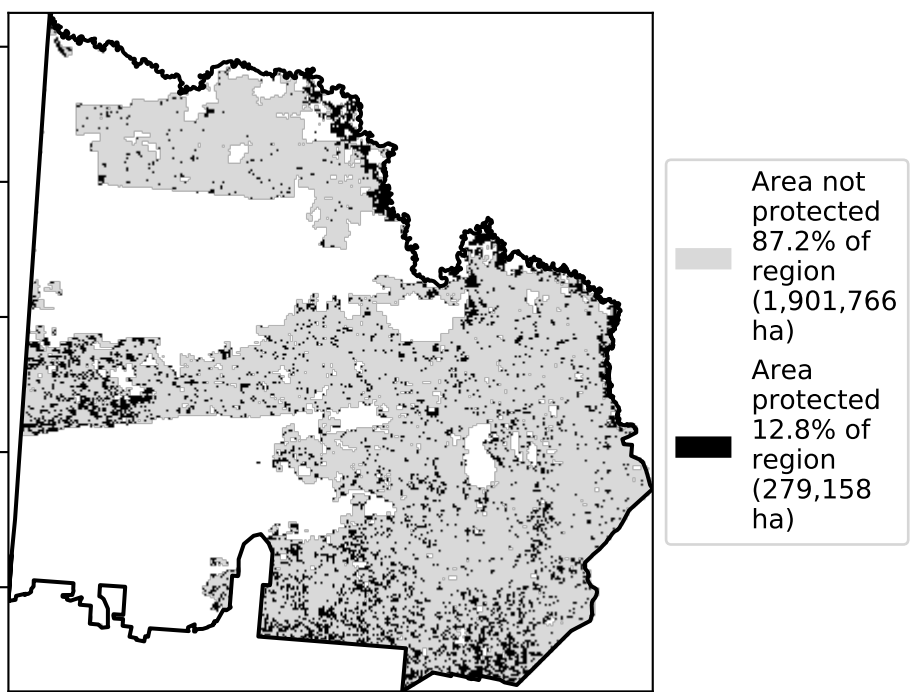 Area not
protected
87.2% of
region
(1,901,766
ha)
Area
protected
12.8% of
region
(279,158
ha)